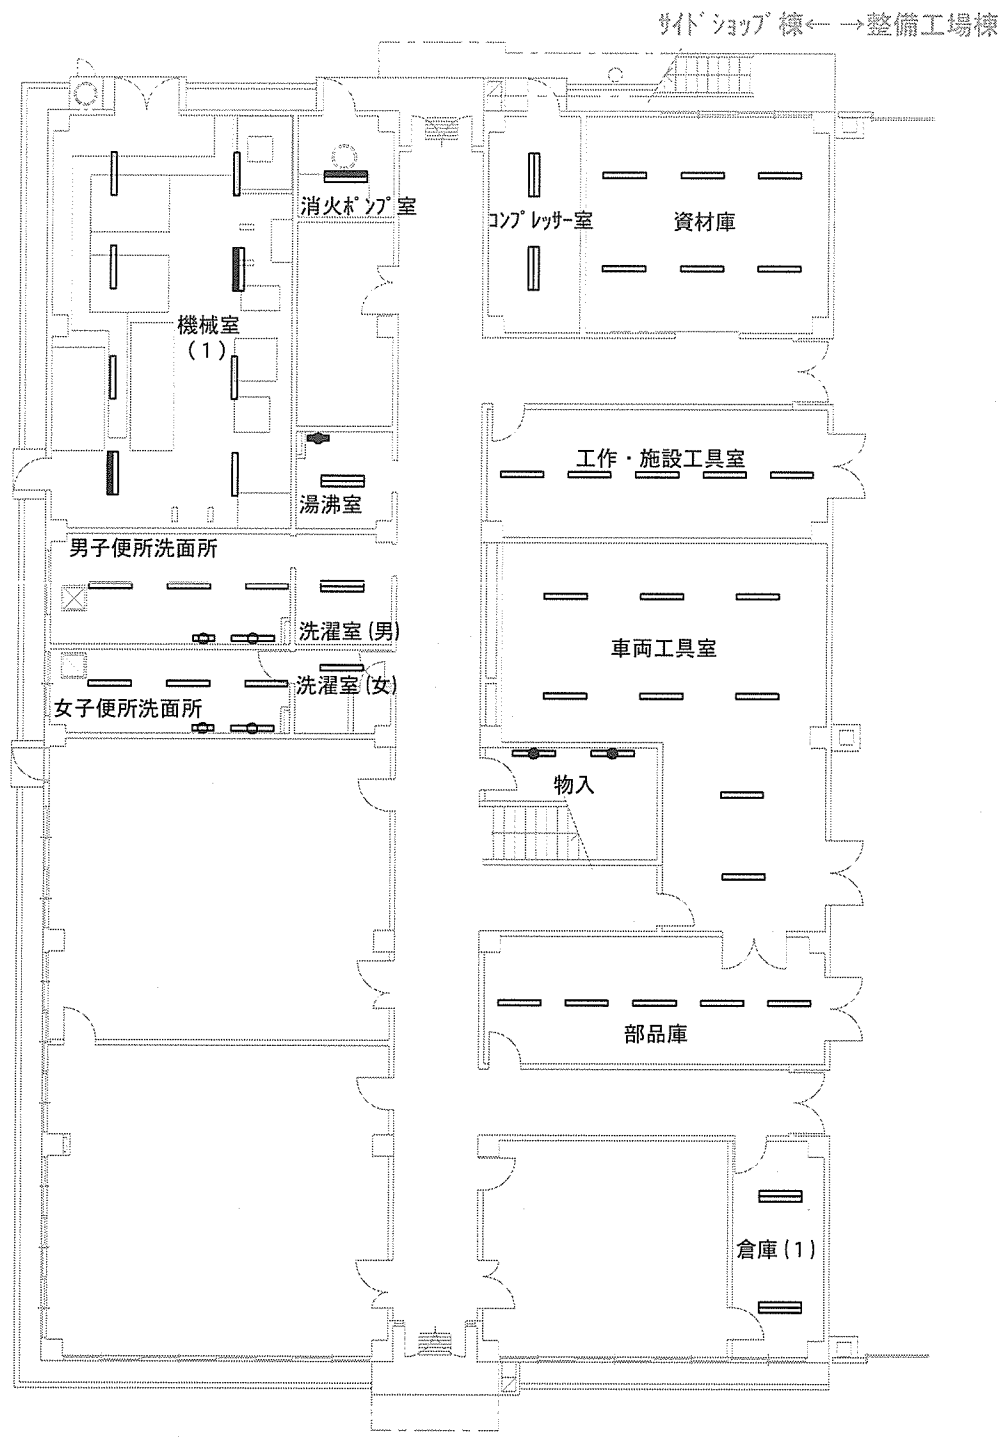 サイドショップ棟← →整備工場棟
消火ポンプ室
コンプレッサー室
資材庫
機械室
(1)
工作・施設工具室
湯沸室
男子便所洗面所
洗濯室(男)
車両工具室
洗濯室(女)
女子便所洗面所
物入
部品庫
倉庫(1)